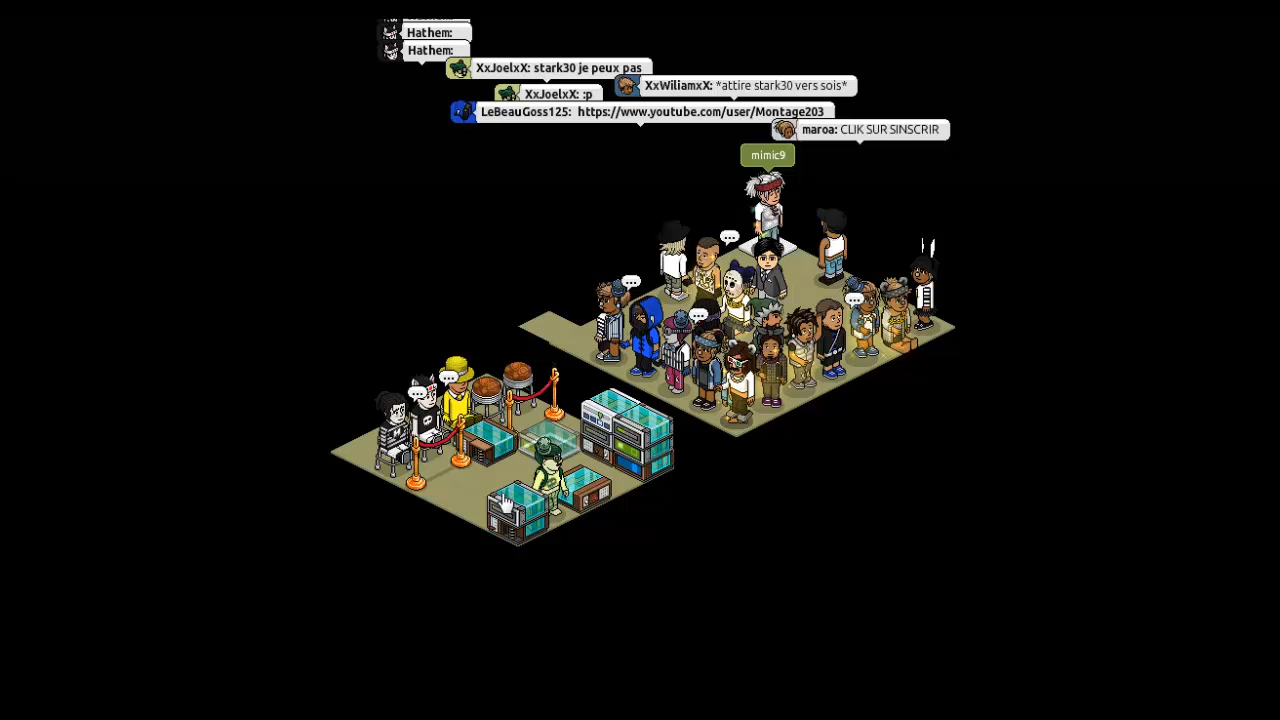 Hathem:
Hathem:
XxJoelxX: stark30 je peux pas
XxWiliamxX: *attire stark30 vers sois*
XxJoelxX: :p
LeBeauGoss125: https://www.youtube.com/user/Montage203
maroa: CLIK SUR SINSCRIR
mimic9